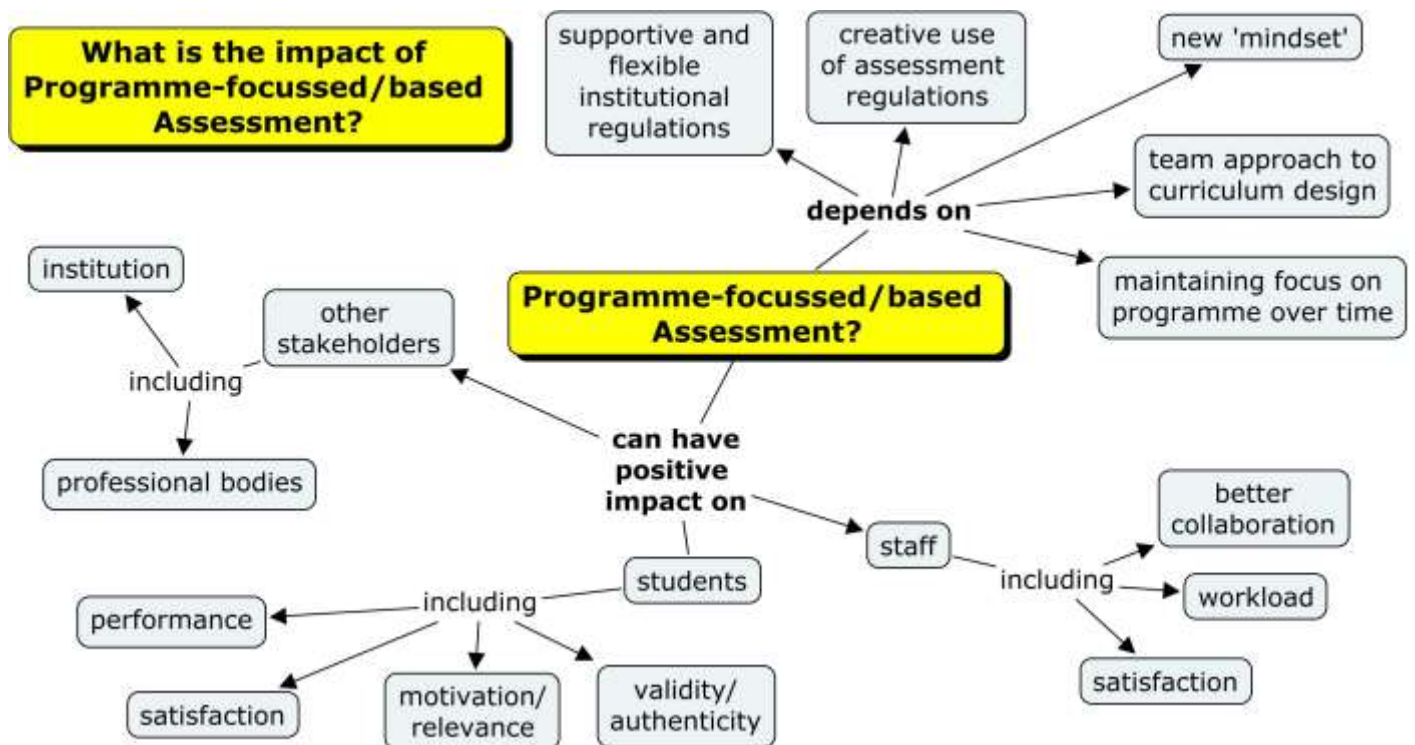 What is the impact of
Programme-focussed/based
Assessment?
supportive and
flexible
institutional
regulations
creative use
of assessment
regulations
new 'mindset'
team approach to
curriculum design
depends on
maintaining focus on
programme over time
institution
other
stakeholders
including
professional bodies
Programme-focussed/based
Assessment?
can have
positive
impact on
staff
including
better
collaboration
workload
satisfaction
students
including
performance
satisfaction
motivation/
relevance
validity/
authenticity